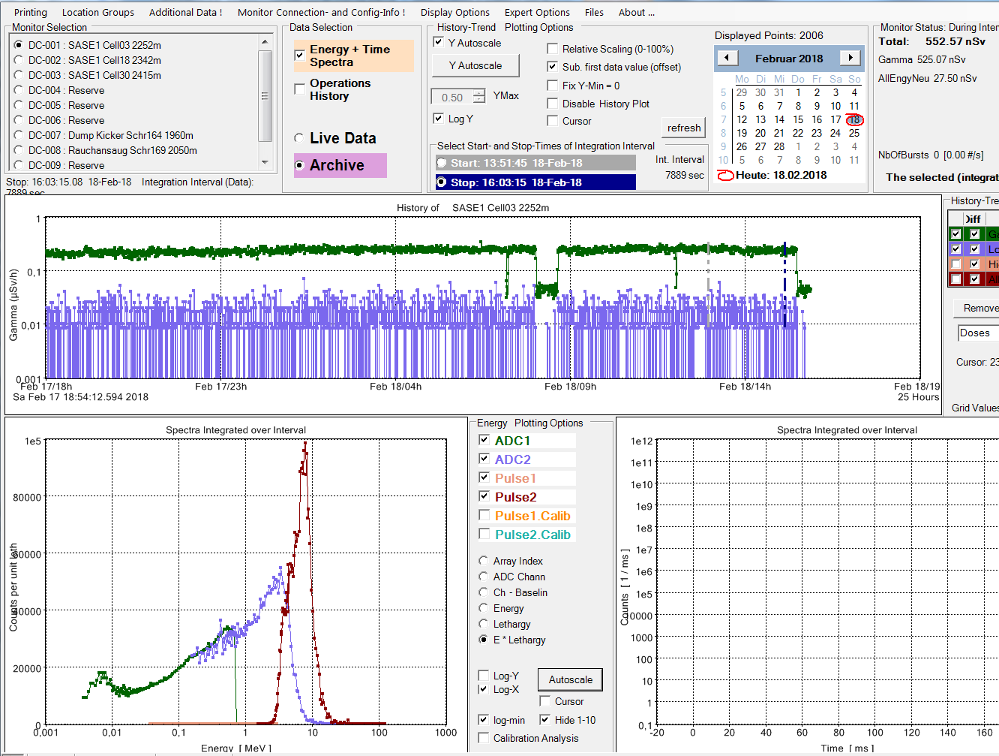 Printing Location Groups Additional Data ! Monitor Connection- and Config-Info ! Display Options Expert Options Files About ...
Monitor Selection
DC-001 : SASE1 Cell03 2252m
DC-002 : SASE1 Cell18 2342m
DC-003 : SASE1 Cell30 2415m
DC-004 : Reserve
DC-005 : Reserve
DC-006 : Reserve
DC-007 : Dump Kicker Schr164 1960m
DC-008 : Rauchansaug Schr169 2050m
DC-009 : Reserve
Stop: 16:03:15.08 18-Feb-18 Integration Interval (Data):
7889 sec
Data Selection
Energy + Time
Spectra
Operations
History
Live Data
Archive
History-Trend Plotting Options
Y Autoscale
Y Autoscale
0.50 YMax
Log Y
Relative Scaling (0-100%)
Sub. first data value (offset)
Fix Y-Min = 0
Disable History Plot
Cursor
refresh
Select Start- and Stop-Times of Integration Interval
Start: 13:51:45 18-Feb-18
Stop: 16:03:15 18-Feb-18
Int. Interval
7889 sec
Displayed Points: 2006
Februar 2018
Mo Di Mi Do Fr Sa So
5 29 30 31 1 2 3 4
6 5 6 7 8 9 10 11
7 12 13 14 15 16 17 18
8 19 20 21 22 23 24 25
9 26 27 28 1 2 3 4
10 5 6 7 8 9 10 11
Heute: 18.02.2018
Monitor Status: During Inter
Total: 552.57 nSv
Gamma 525.07 nSv
AllEngyNeu 27.50 nSv
NbOfBursts 0 [0.00 #/s]
The selected (integrat
History of SASE1 Cell03 2252m
Gamma (µSv/h)
1
0,1
0,01
0,001
Feb 17/18h Feb 17/23h Feb 18/04h Feb 18/09h Feb 18/14h Feb 18/19
Sa Feb 17 18:54:12.594 2018
25 Hours
History-Tre
Diff
Ga
Lo
Hi
All
Remove
Doses
Cursor: 23
Grid Values
Spectra Integrated over Interval
Counts per unit leth
1e5
80000
60000
40000
20000
0
0,001 0,01 0,1 1 10 100 1000
Energy [ MeV ]
Energy Plotting Options
ADC1
ADC2
Pulse1
Pulse2
Pulse1.Calib
Pulse2.Calib
Array Index
ADC Chann
Ch - Baselin
Energy
Lethargy
E * Lethargy
Log-Y
Log-X
Autoscale
Cursor
log-min
Hide 1-10
Calibration Analysis
Spectra Integrated over Interval
Counts [ 1 / ms ]
1e12
1e11
1e10
1e9
1e8
1e7
1e6
1e5
10000
1000
100
10
1
0,1
-20 0 20 40 60 80 100 120 140 160
Time [ ms ]